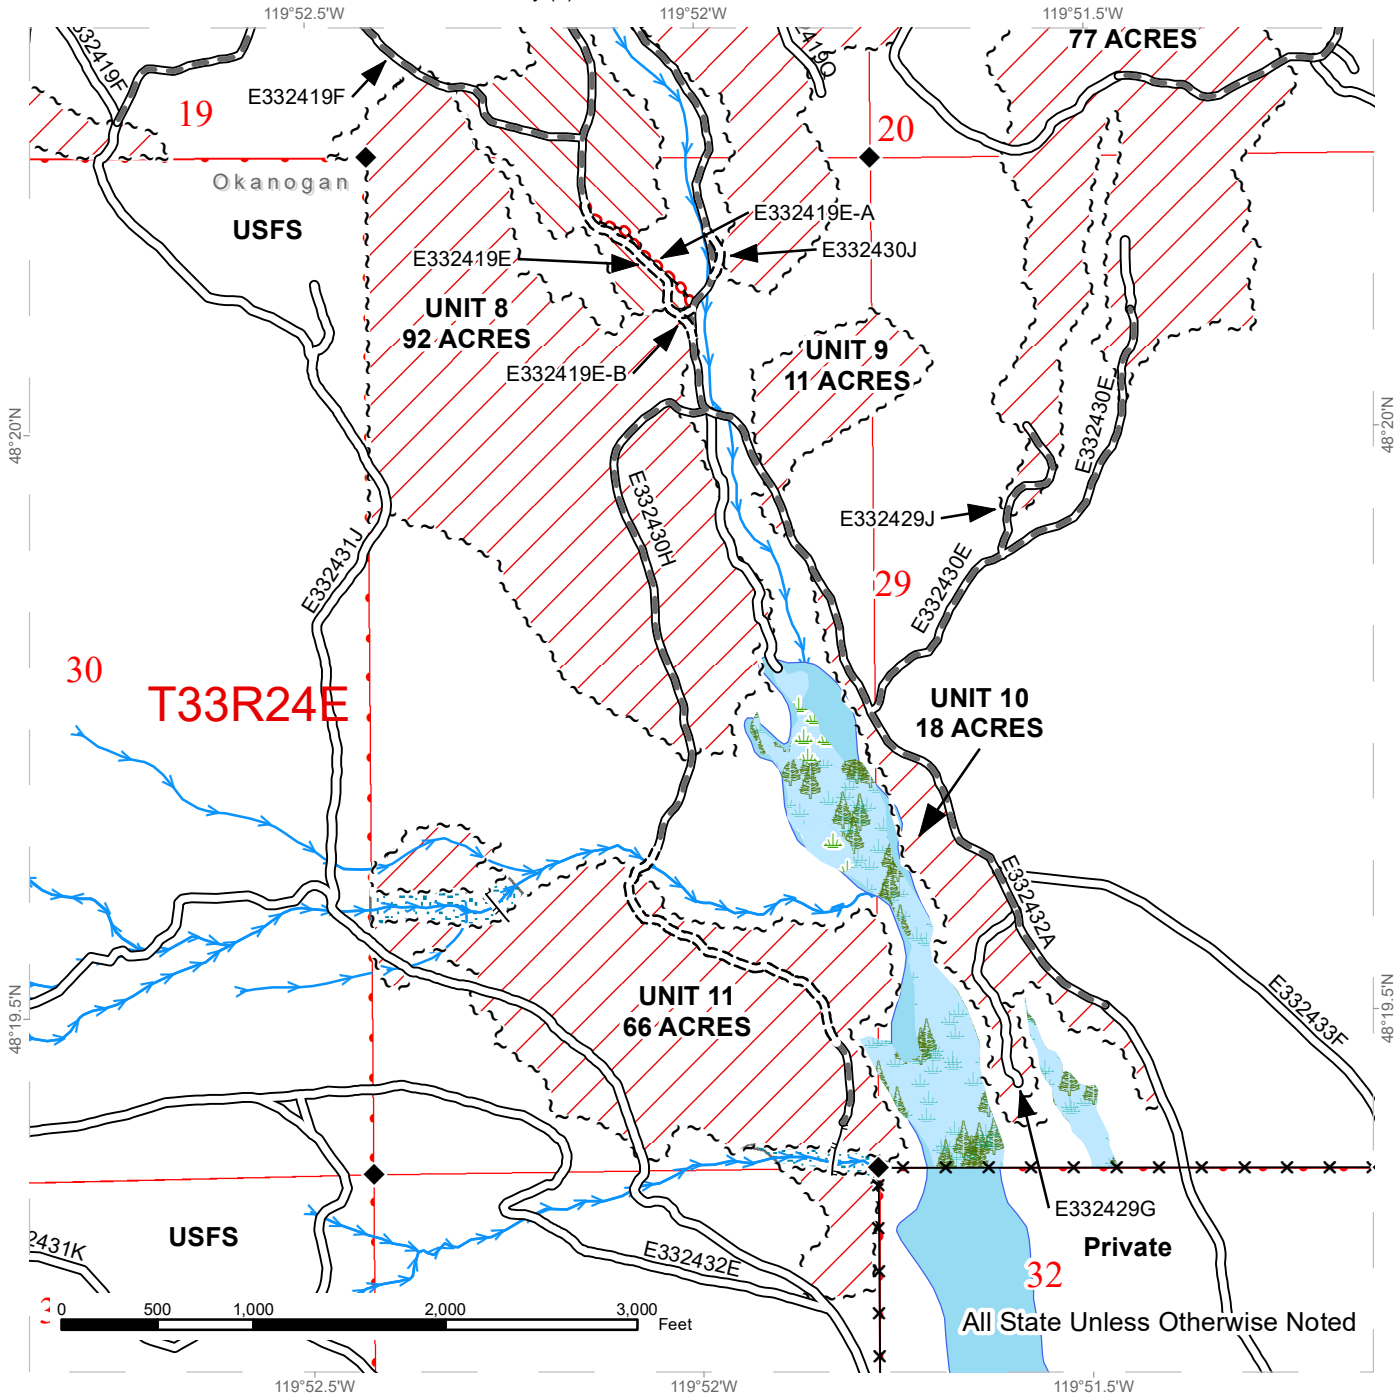 119°52.5'W
119°52'W
119°51.5'W
77 ACRES
E332419F
19
20
Okanogan
USFS
E332419E-A
E332419E
E332430J
UNIT 8
92 ACRES
UNIT 9
11 ACRES
E332419E-B
48°20'N
48°20'N
E332430E
E332430H
E332429J
E332431J
E332430E
29
30
T33R24E
UNIT 10
18 ACRES
E332432A
UNIT 11
66 ACRES
E332433F
48°19.5'N
48°19.5'N
E332429G
USFS
Private
2431K
E332432E
32
0 500 1,000 2,000 3,000
Feet
All State Unless Otherwise Noted
119°52.5'W
119°52'W
119°51.5'W